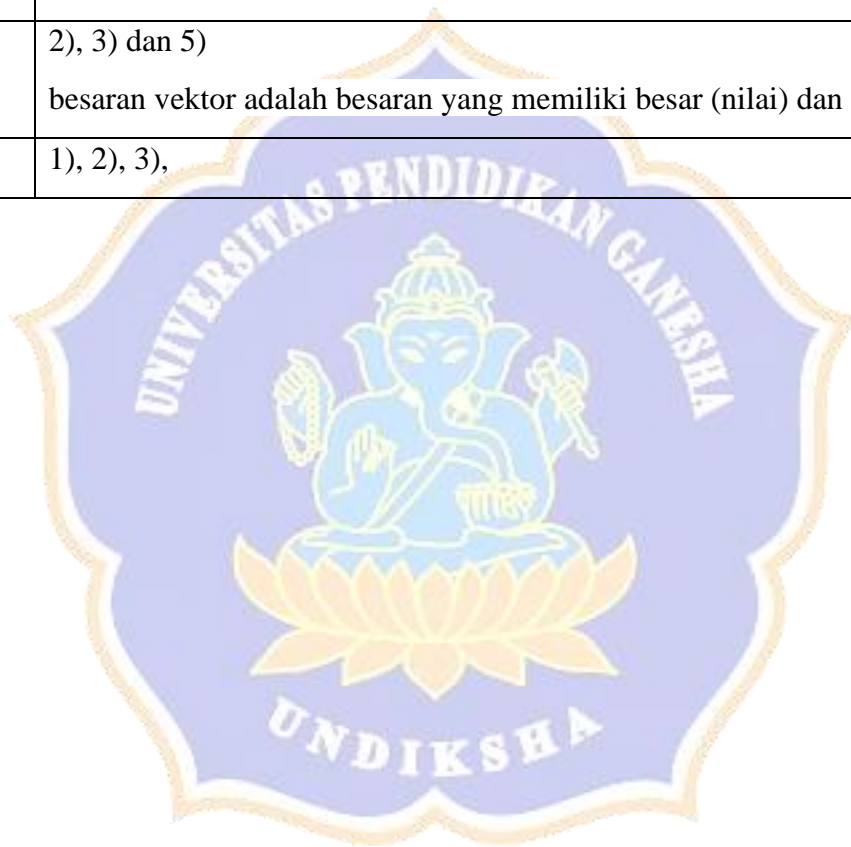 2), 3) dan 5)
besaran vektor adalah besaran yang memiliki besar (nilai) dan
1), 2), 3),
UNIVERSITAS PENDIDIKAN GANESHA
UNDIKSHA